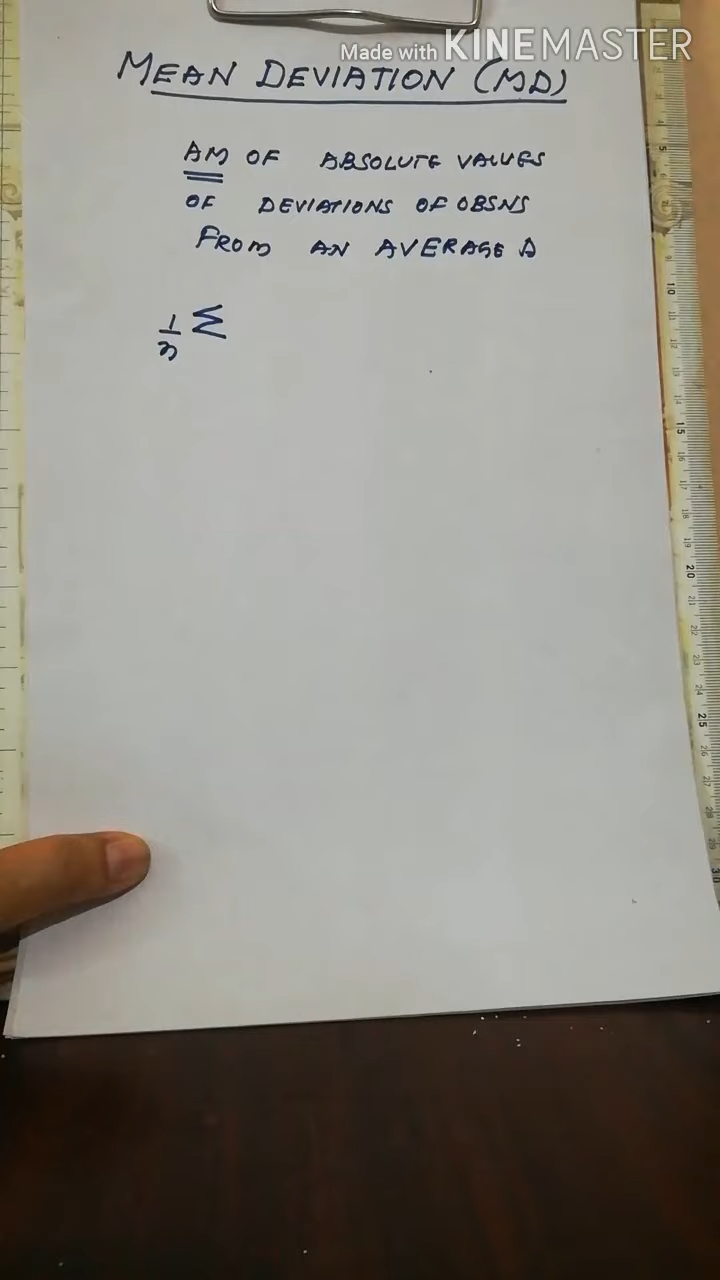 Made with KINEMASTER
MEAN DEVIATION (MD)
AM OF ABSOLUTE VALUES
OF DEVIATIONS OF OBSNS
FROM AN AVERAGE A
1/n Σ